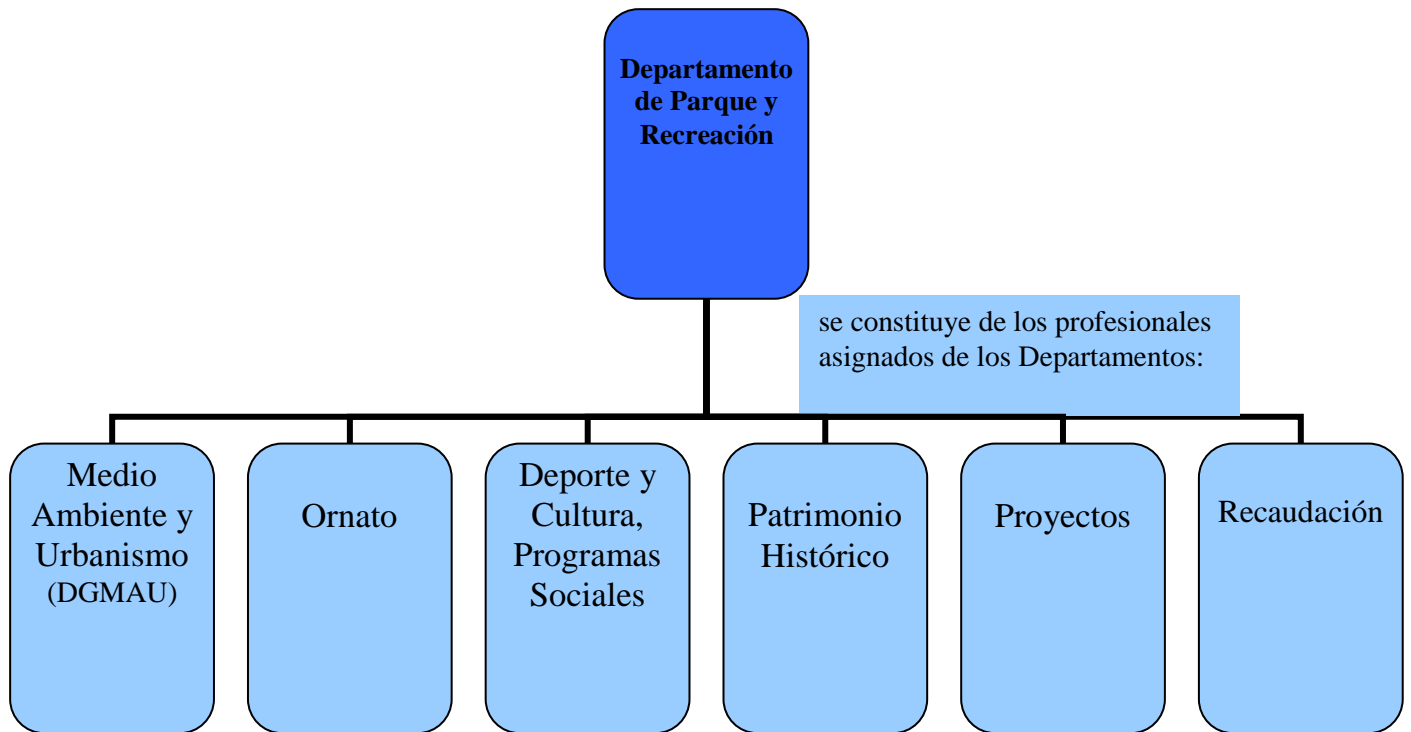 Departamento
de Parque y
Recreación
se constituye de los profesionales
asignados de los Departamentos:
Medio
Ambiente y
Urbanismo
(DGMAU)
Ornato
Deporte y
Cultura,
Programas
Sociales
Patrimonio
Histórico
Proyectos
Recaudación